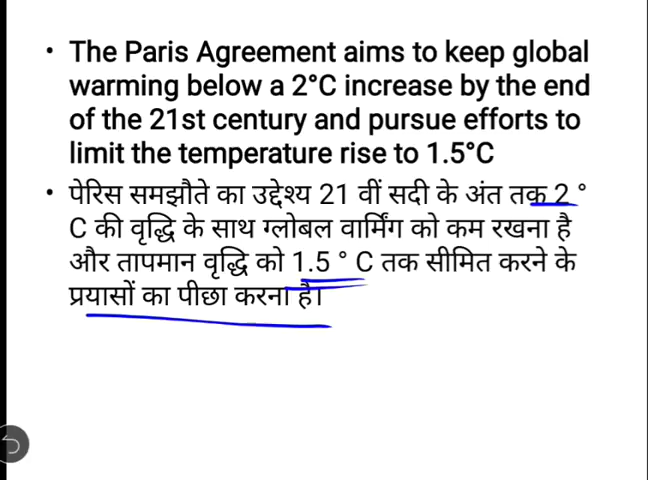 • The Paris Agreement aims to keep global
warming below a 2°C increase by the end
of the 21st century and pursue efforts to
limit the temperature rise to 1.5°C
• पेरिस समझौते का उद्देश्य 21 वीं सदी के अंत तक 2 °
C की वृद्धि के साथ ग्लोबल वार्मिंग को कम रखना है
और तापमान वृद्धि को 1.5 ° C तक सीमित करने के
प्रयासों का पीछा करना है।